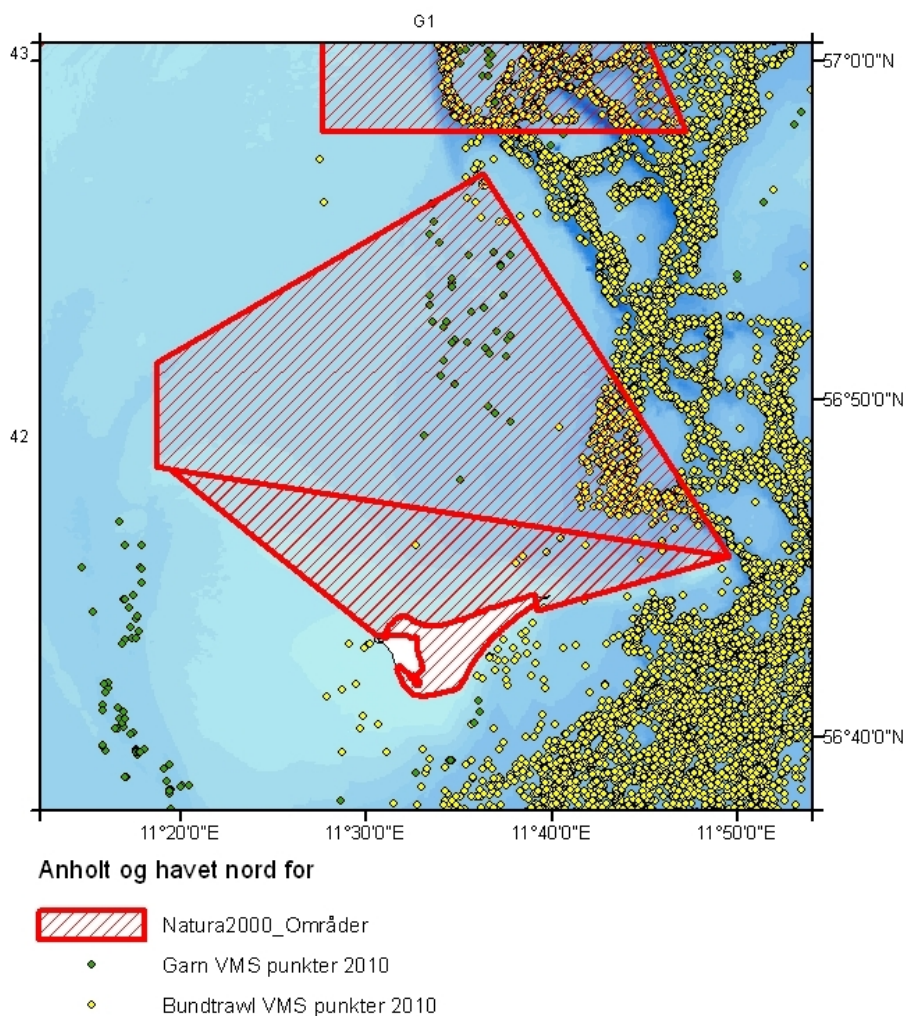 G1
43
57°0'0"N
56°50'0"N
42
56°40'0"N
11°20'0"E 11°30'0"E 11°40'0"E 11°50'0"E
Anholt og havet nord for
Natura2000_Områder
Garn VMS punkter 2010
Bundtrawl VMS punkter 2010